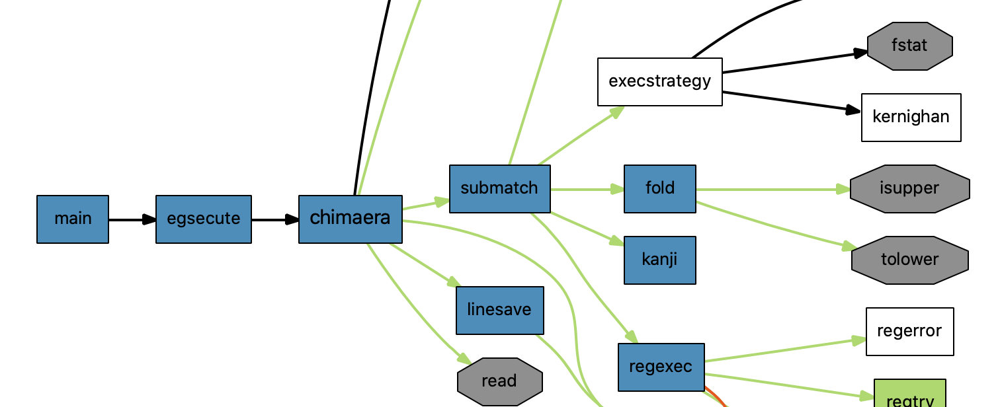 fstat
execstrategy
kernighan
submatch
fold
isupper
main
egsecute
chimaera
kanji
tolower
linesave
regerror
regexec
read
regtry